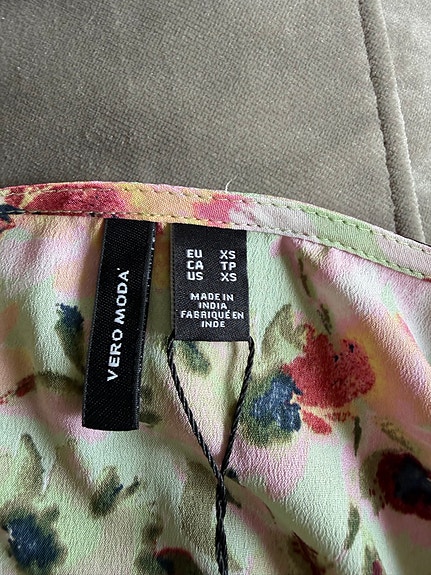 VERO MODA
EU XS
CA TP
US XS
MADE IN
INDIA
FABRIQUÉ EN
INDE